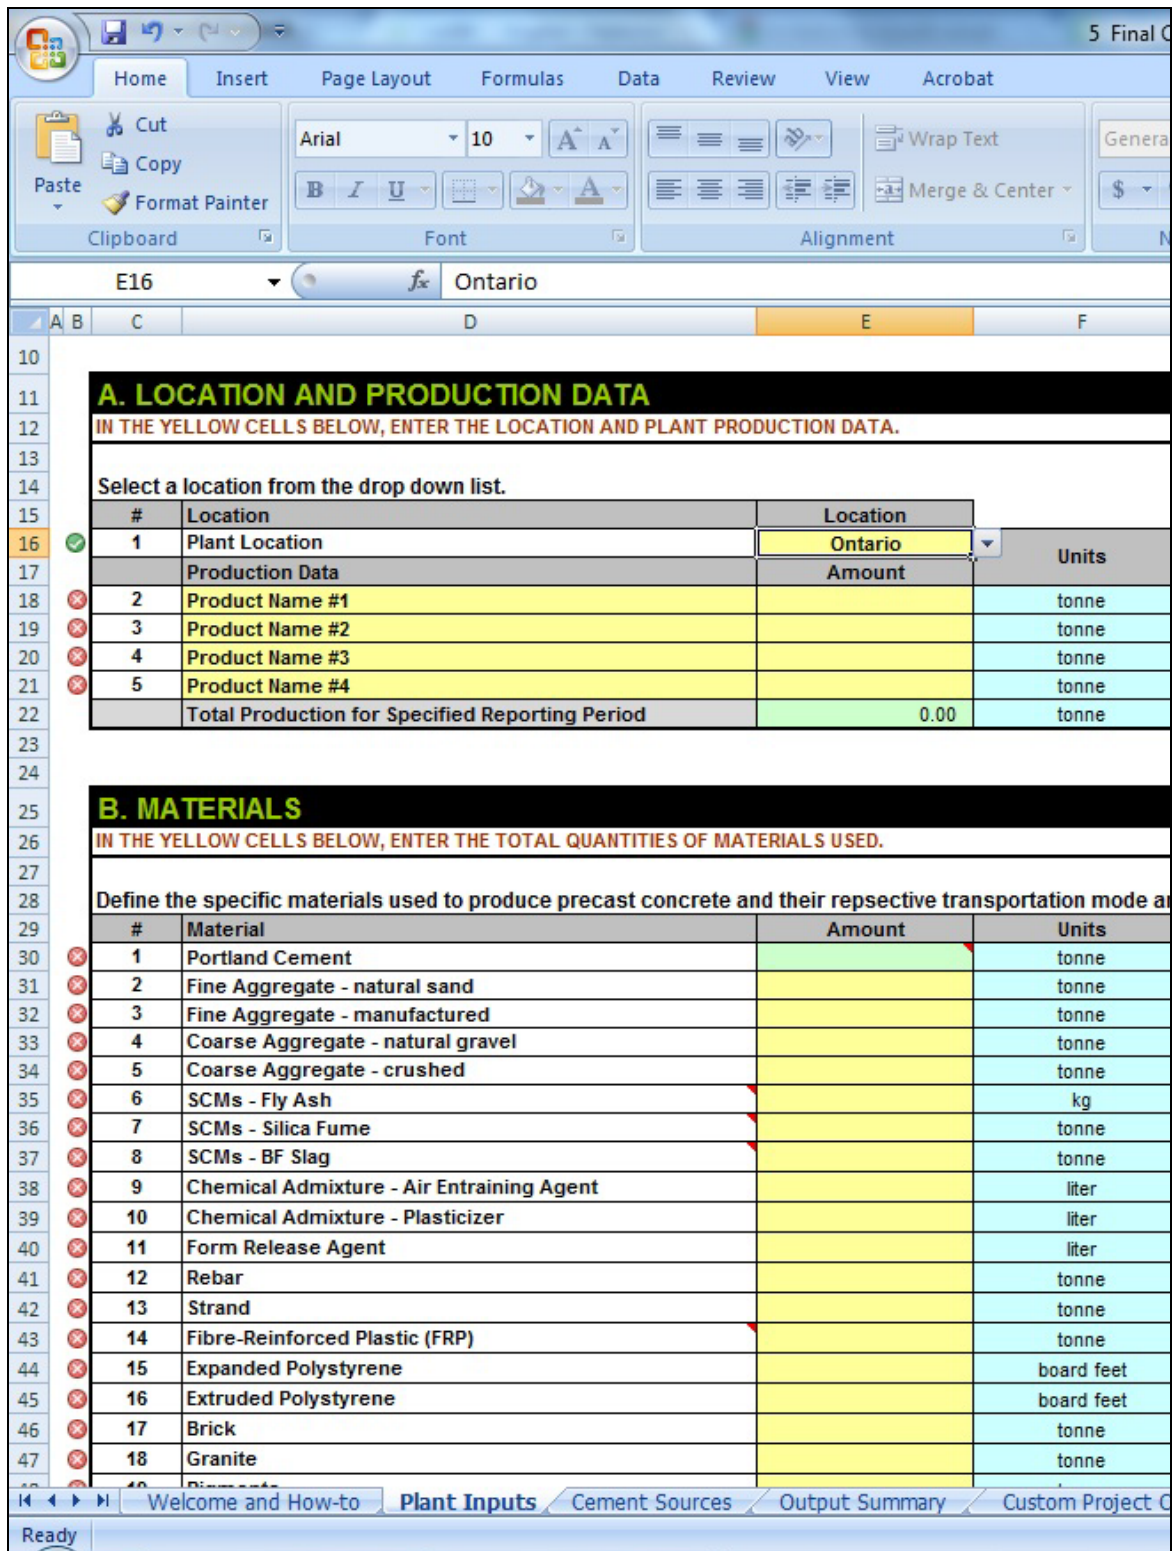 5 Final C
Home Insert Page Layout Formulas Data Review View Acrobat
Cut
Copy
Paste
Format Painter
Arial 10
B I U A
Wrap Text
Merge & Center
Genera
$
Clipboard Font Alignment N
E16 fx Ontario
A B C D E F
10
11 A. LOCATION AND PRODUCTION DATA
12 IN THE YELLOW CELLS BELOW, ENTER THE LOCATION AND PLANT PRODUCTION DATA.
13
14 Select a location from the drop down list.
15 # Location Location
16 1 Plant Location Ontario Units
17 Production Data Amount
18 2 Product Name #1 tonne
19 3 Product Name #2 tonne
20 4 Product Name #3 tonne
21 5 Product Name #4 tonne
22 Total Production for Specified Reporting Period 0.00 tonne
23
24
25 B. MATERIALS
26 IN THE YELLOW CELLS BELOW, ENTER THE TOTAL QUANTITIES OF MATERIALS USED.
27
28 Define the specific materials used to produce precast concrete and their repsective transportation mode a
29 # Material Amount Units
30 1 Portland Cement tonne
31 2 Fine Aggregate - natural sand tonne
32 3 Fine Aggregate - manufactured tonne
33 4 Coarse Aggregate - natural gravel tonne
34 5 Coarse Aggregate - crushed tonne
35 6 SCMs - Fly Ash kg
36 7 SCMs - Silica Fume tonne
37 8 SCMs - BF Slag tonne
38 9 Chemical Admixture - Air Entraining Agent liter
39 10 Chemical Admixture - Plasticizer liter
40 11 Form Release Agent liter
41 12 Rebar tonne
42 13 Strand tonne
43 14 Fibre-Reinforced Plastic (FRP) tonne
44 15 Expanded Polystyrene board feet
45 16 Extruded Polystyrene board feet
46 17 Brick tonne
47 18 Granite tonne
Welcome and How-to Plant Inputs Cement Sources Output Summary Custom Project C
Ready